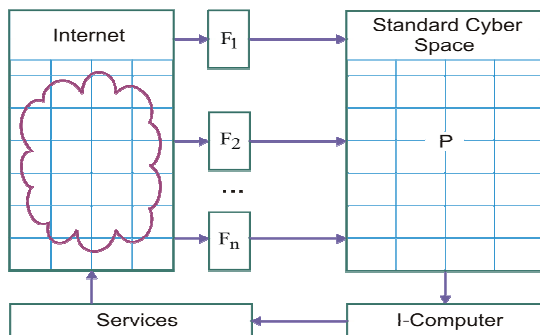 Internet
F1
Standard Cyber
Space
F2
P
...
Fn
Services
I-Computer